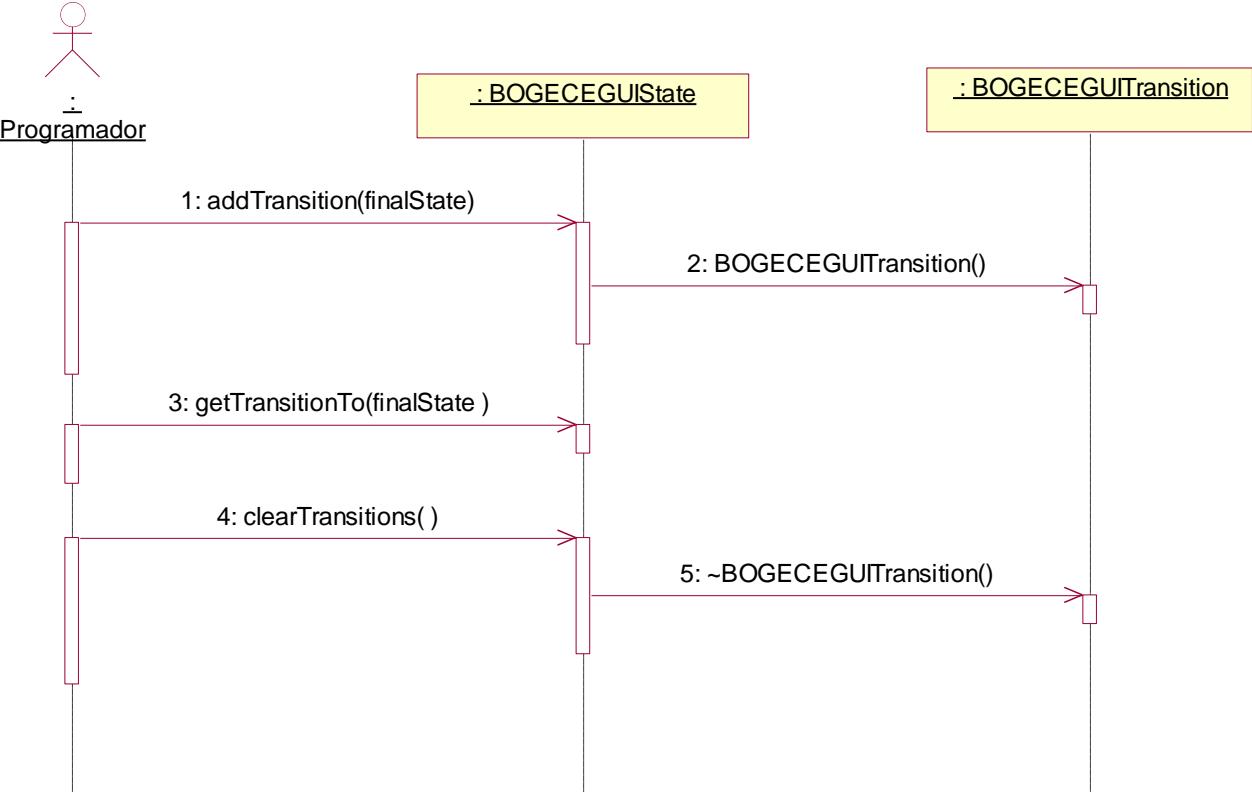 :
Programador
: BOGECEGUIState
: BOGECEGUITransition
1: addTransition(finalState)
2: BOGECEGUITransition()
3: getTransitionTo(finalState )
4: clearTransitions( )
5: ~BOGECEGUITransition()